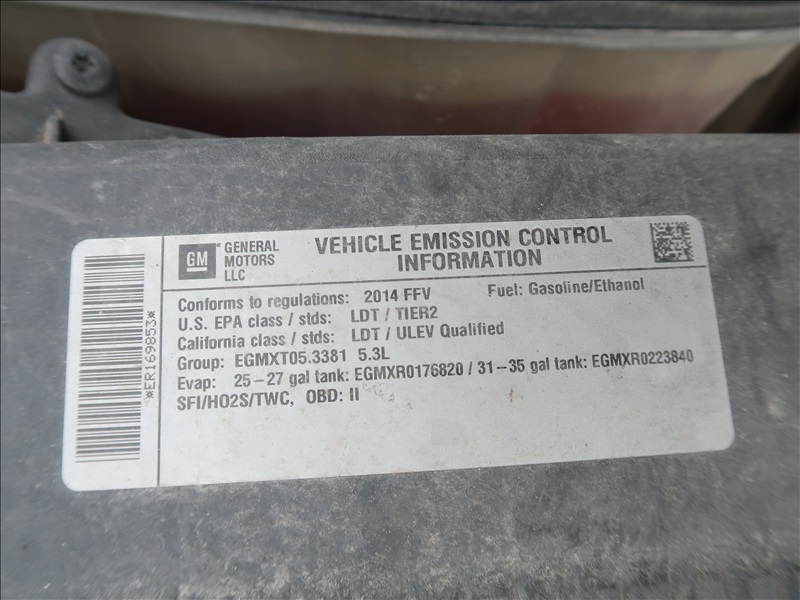 *ER169853*
GM
GENERAL
MOTORS
LLC
VEHICLE EMISSION CONTROL
INFORMATION
Conforms to regulations: 2014 FFV Fuel: Gasoline/Ethanol
U.S. EPA class / stds: LDT / TIER2
California class / stds: LDT / ULEV Qualified
Group: EGMXT05.3381 5.3L
Evap: 25-27 gal tank: EGMXR0176820 / 31-35 gal tank: EGMXR0223840
SFI/HO2S/TWC, OBD: II